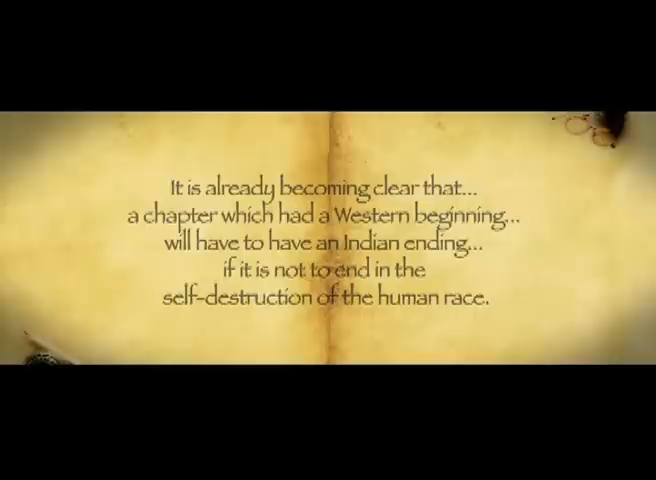 It is already becoming clear that...
a chapter which had a Western beginning...
will have to have an Indian ending...
if it is not to end in the
self-destruction of the human race.